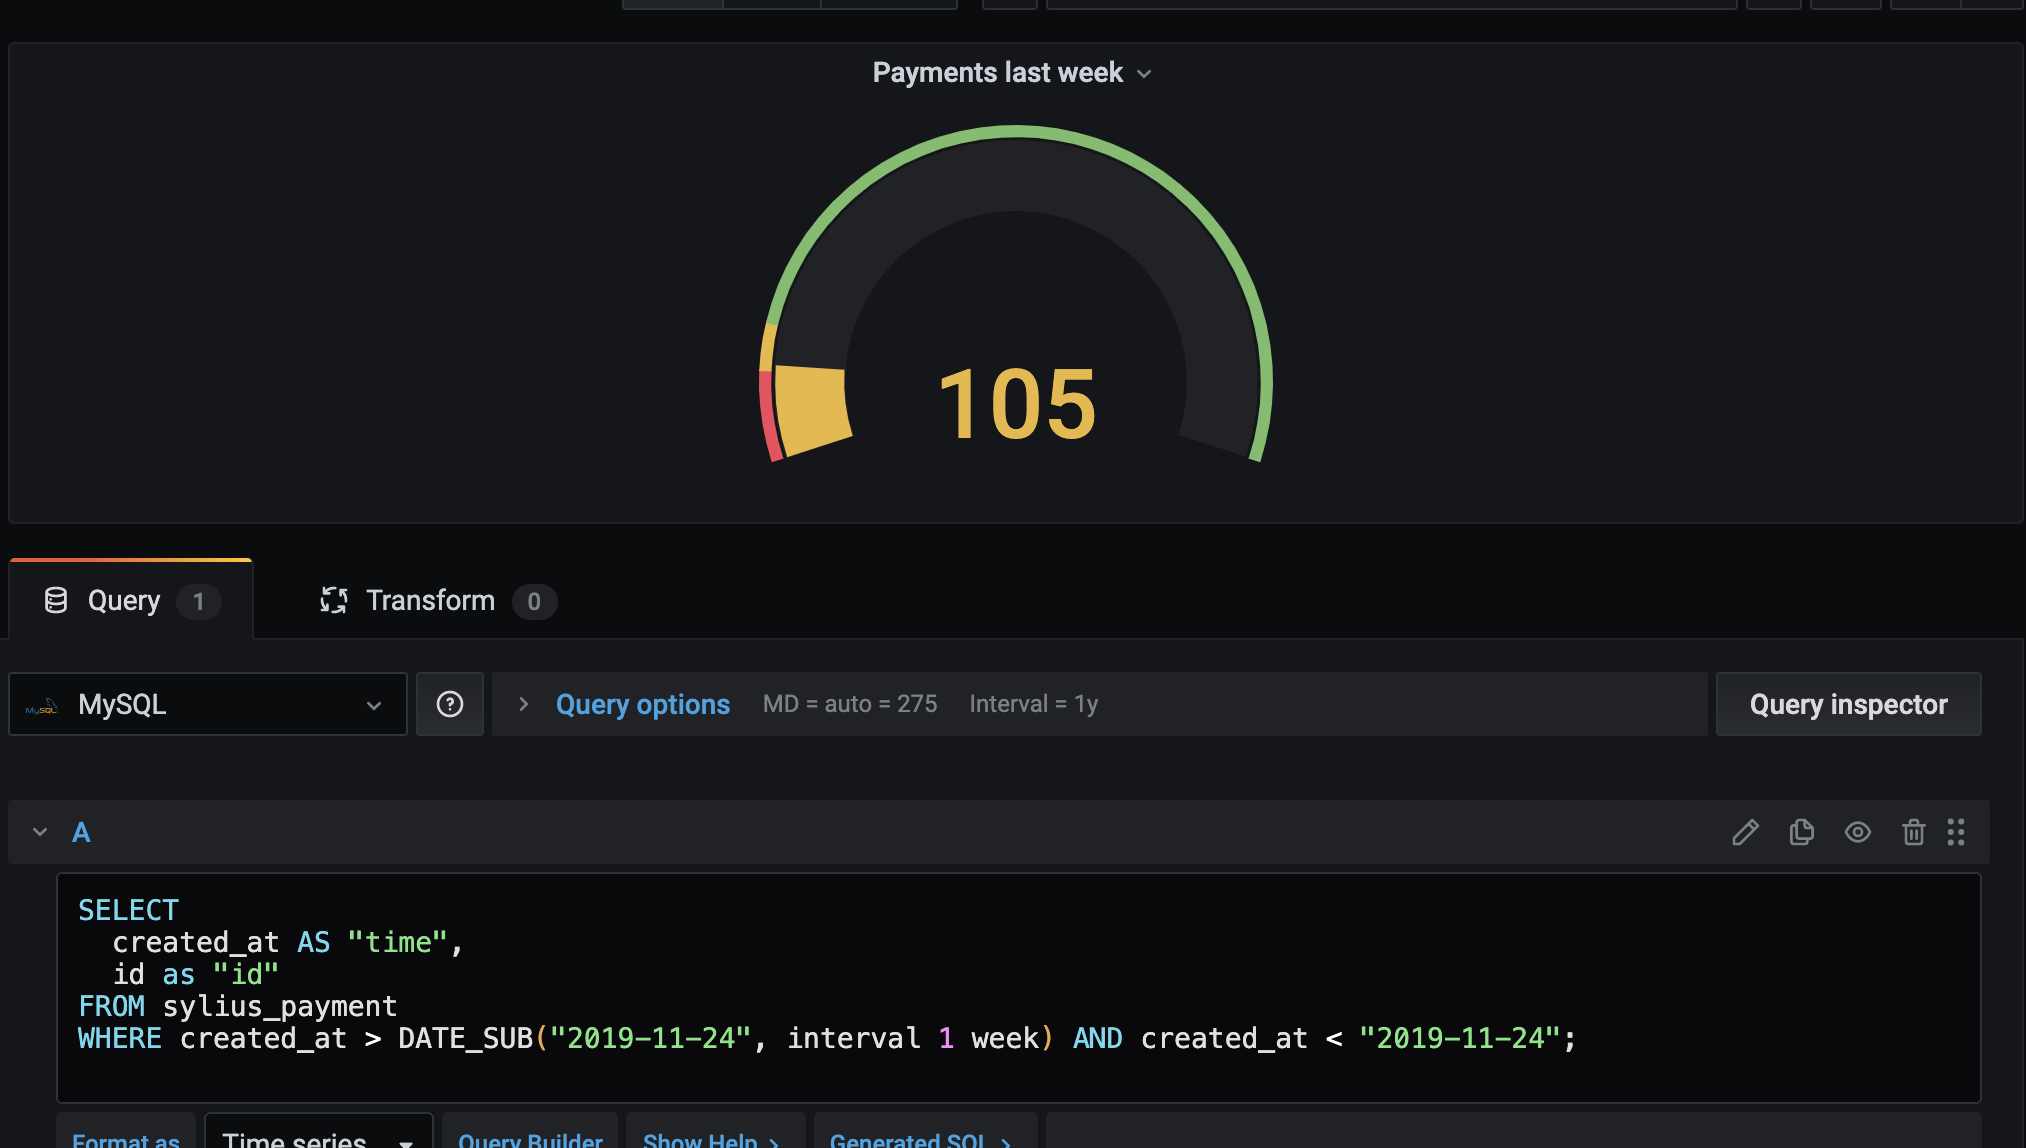 Payments last week
105
Query 1
Transform 0
MySQL MySQL
? Query options MD = auto = 275 Interval = 1y
Query inspector
A
SELECT
created_at AS "time",
id as "id"
FROM sylius_payment
WHERE created_at > DATE_SUB("2019-11-24", interval 1 week) AND created_at < "2019-11-24";
Format as Time series Query Builder Show Help > Generated SQL >